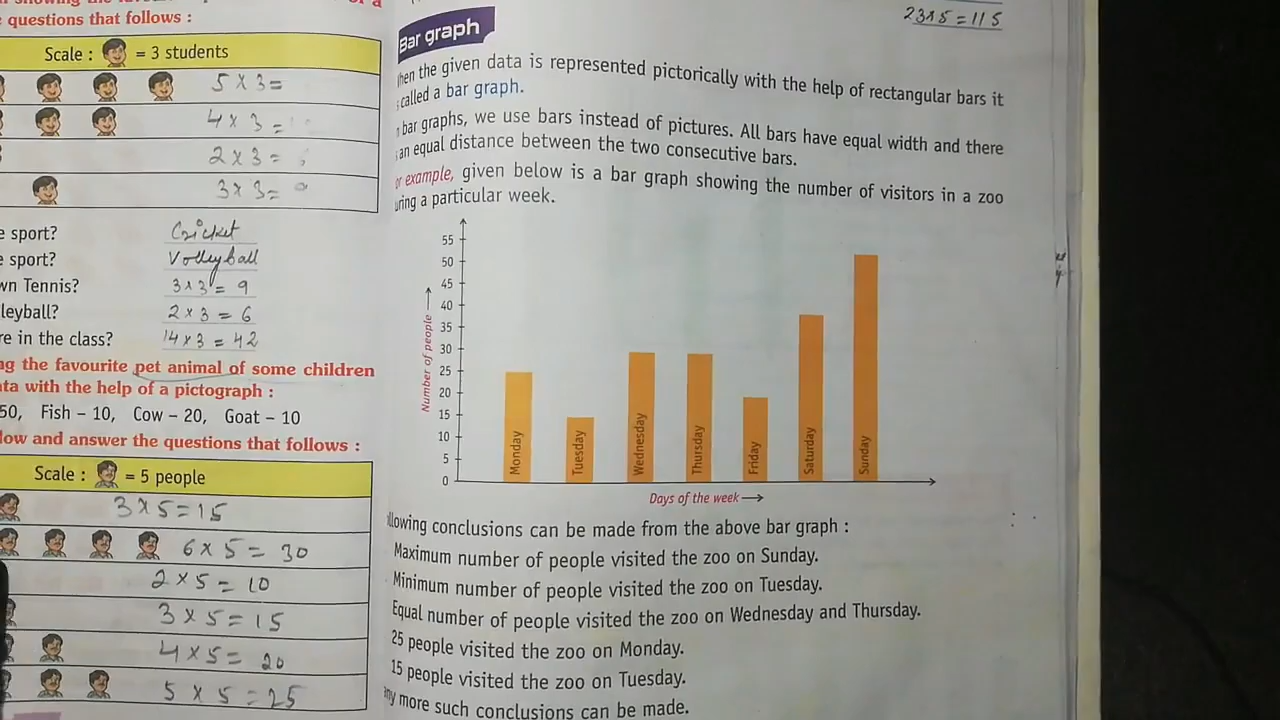 questions that follows :
Scale : = 3 students
5 × 3 =
4 × 3 =
2 × 3 =
3 × 3 =
sport? Cricket
sport? Volleyball
Tennis? 3×3 = 9
2 × 3 = 6
in the class? 14 × 3 = 42
the favourite pet animal of some children
with the help of a pictograph :
50, Fish – 10, Cow – 20, Goat – 10
and answer the questions that follows :
Scale : = 5 people
3 × 5 = 15
6 × 5 = 30
2 × 5 = 10
3 × 5 = 15
4 × 5 = 20
5 × 5 = 25
23×5 = 115
Bar graph
the given data is represented pictorically with the help of rectangular bars it
called a bar graph.
bar graphs, we use bars instead of pictures. All bars have equal width and there
an equal distance between the two consecutive bars.
example, given below is a bar graph showing the number of visitors in a zoo
a particular week.
55
50
45
40
35
30
25
20
15
10
5
0
Number of people
Monday
Tuesday
Wednesday
Thursday
Friday
Saturday
Sunday
Days of the week
conclusions can be made from the above bar graph :
Maximum number of people visited the zoo on Sunday.
Minimum number of people visited the zoo on Tuesday.
Equal number of people visited the zoo on Wednesday and Thursday.
25 people visited the zoo on Monday.
15 people visited the zoo on Tuesday.
more such conclusions can be made.